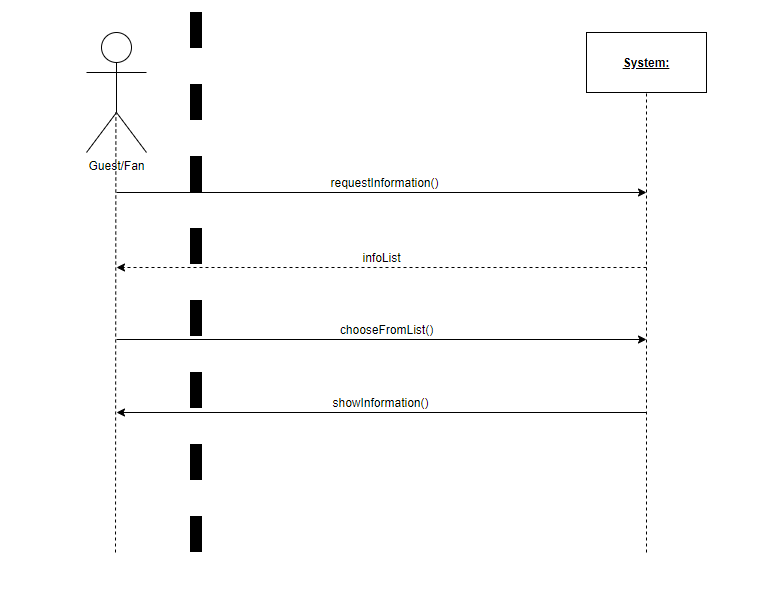 System:
Guest/Fan
requestInformation()
infoList
chooseFromList()
showInformation()